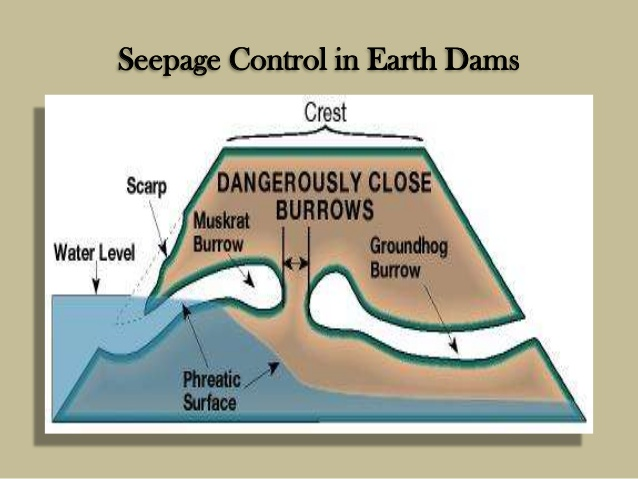 Seepage Control in Earth Dams
Crest
Scarp
DANGEROUSLY CLOSE
BURROWS
Muskrat
Burrow
Groundhog
Burrow
Water Level
Phreatic
Surface